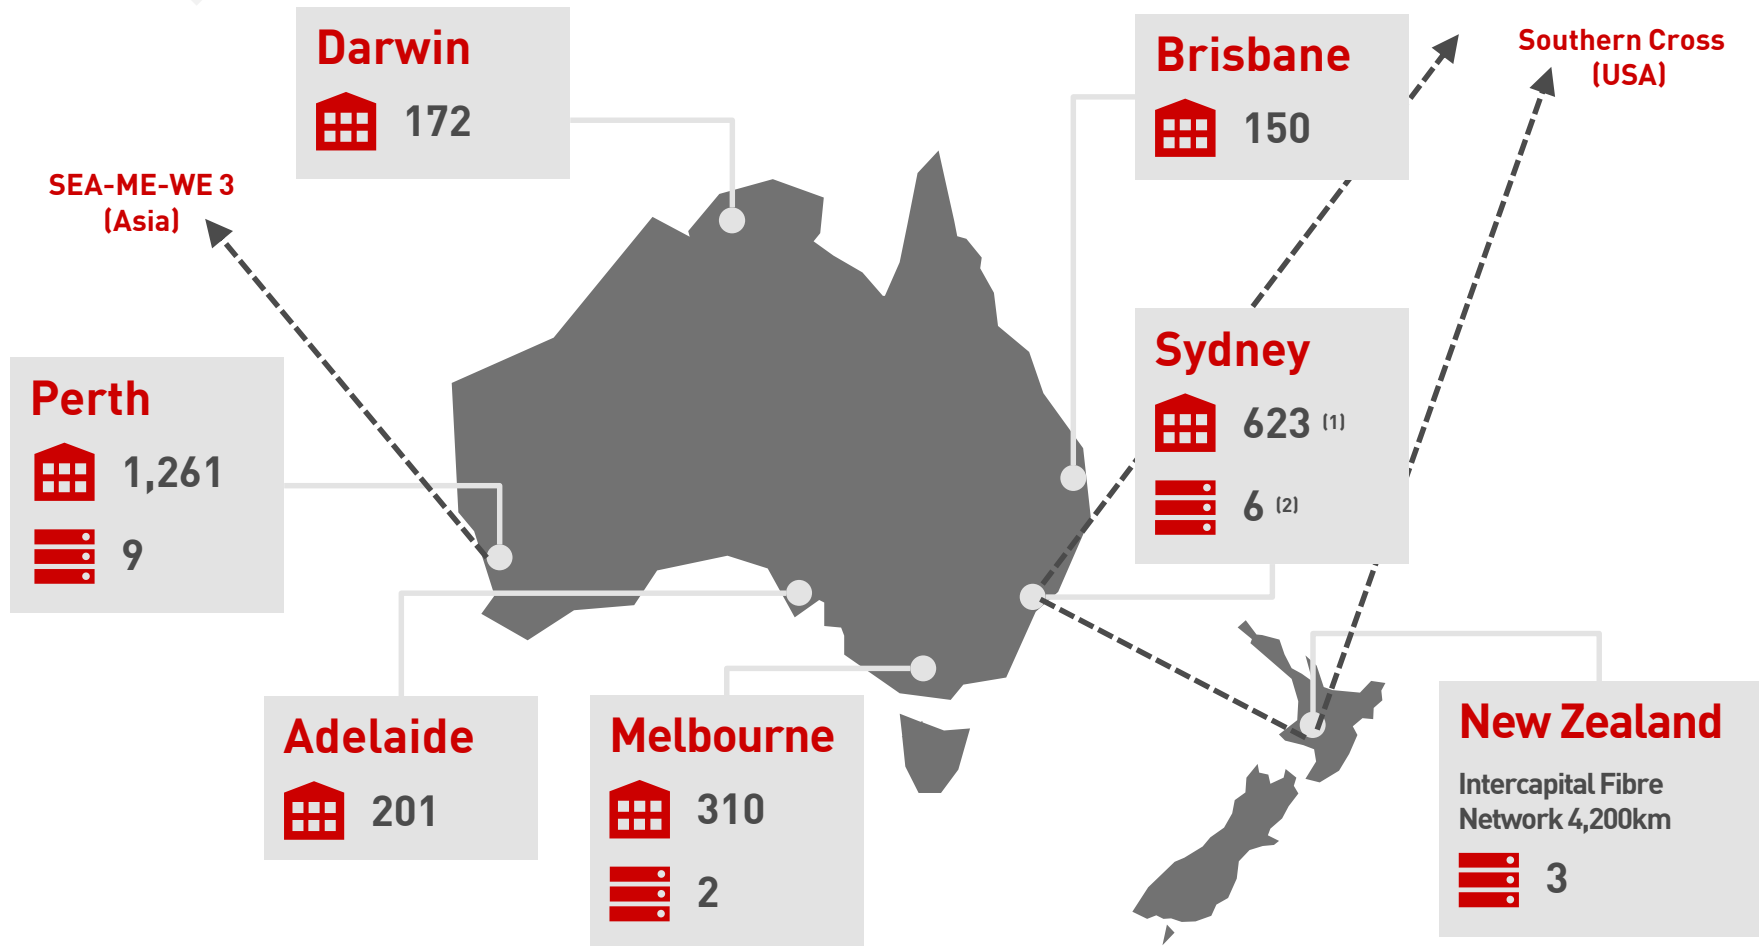 Darwin
172
Brisbane
150
Southern Cross
(USA)
SEA-ME-WE 3
(Asia)
Perth
1,261
9
Sydney
623 (1)
6 (2)
Adelaide
201
Melbourne
310
2
New Zealand
Intercapital Fibre
Network 4,200km
3